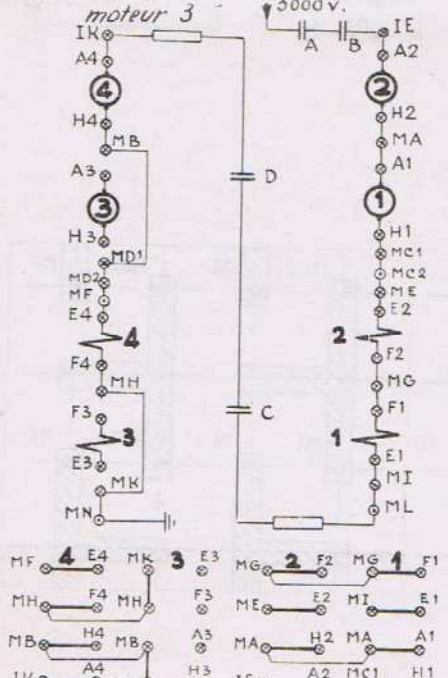 moteur 3
3000 v.
IK
IE
A B
A4
A2
4
2
H4
H2
MB
MA
A3
A1
D
3
1
H3
H1
MD1
MC1
MD2
MC2
MF
ME
E4
E2
4
2
F4
F2
MH
MG
F3
C
F1
3
1
E3
E1
MK
MI
MN
ML
MF 4 E4 MK 3 E3 MG 2 F2 MG 1 F1
MH F4 MH F3 ME E2 MI E1
MB H4 MB A3 MA H2 MA A1
IK A4 H3 IE A2 MC1 H1